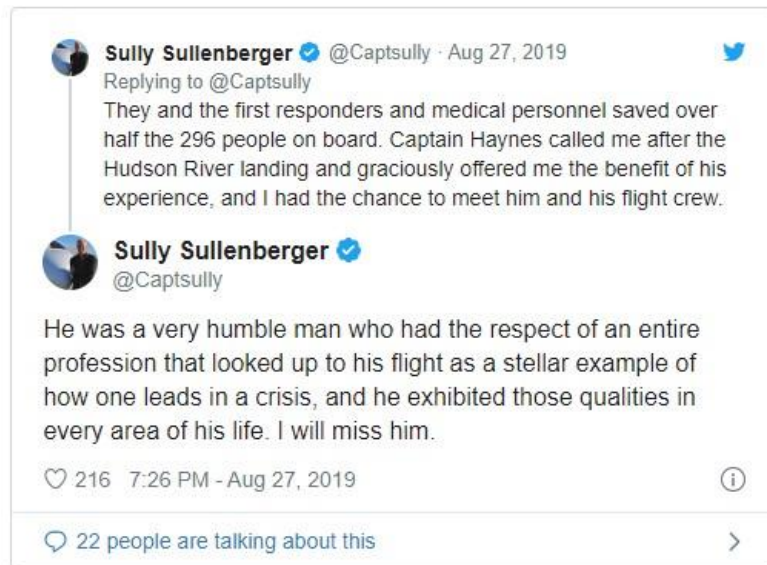 Sully Sullenberger @Captsully · Aug 27, 2019
Replying to @Captsully
They and the first responders and medical personnel saved over
half the 296 people on board. Captain Haynes called me after the
Hudson River landing and graciously offered me the benefit of his
experience, and I had the chance to meet him and his flight crew.
Sully Sullenberger
@Captsully
He was a very humble man who had the respect of an entire
profession that looked up to his flight as a stellar example of
how one leads in a crisis, and he exhibited those qualities in
every area of his life. I will miss him.
216 7:26 PM - Aug 27, 2019
22 people are talking about this